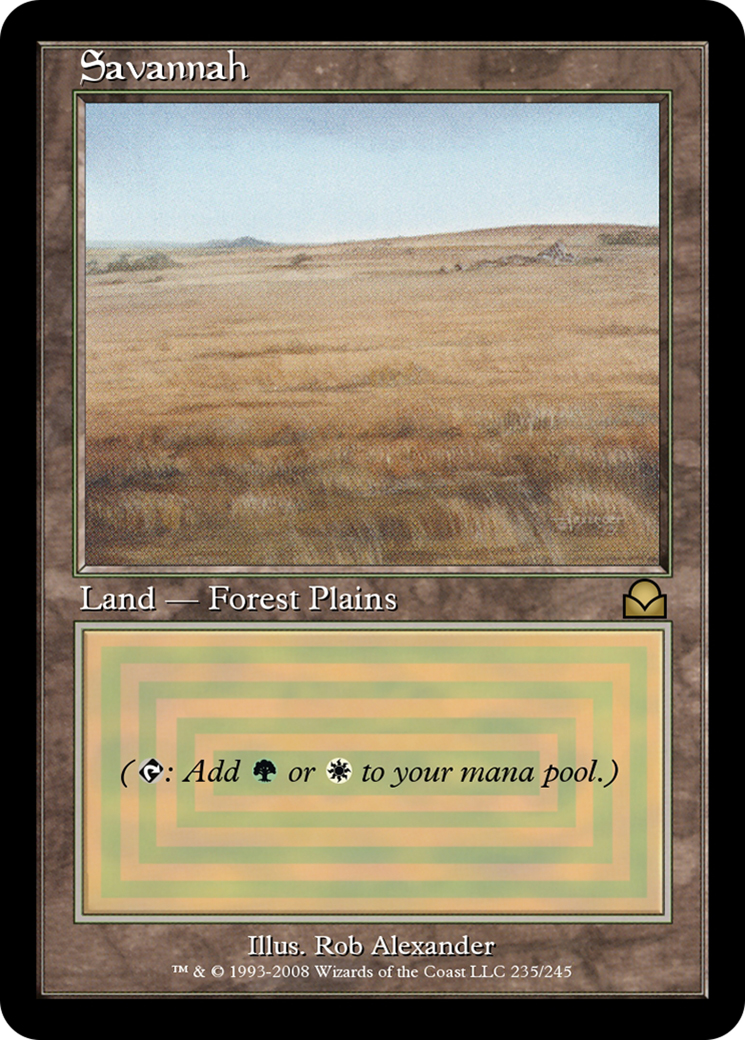 Savannah
Land — Forest Plains
( : Add or to your mana pool.)
Illus. Rob Alexander
™ & © 1993-2008 Wizards of the Coast LLC 235/245